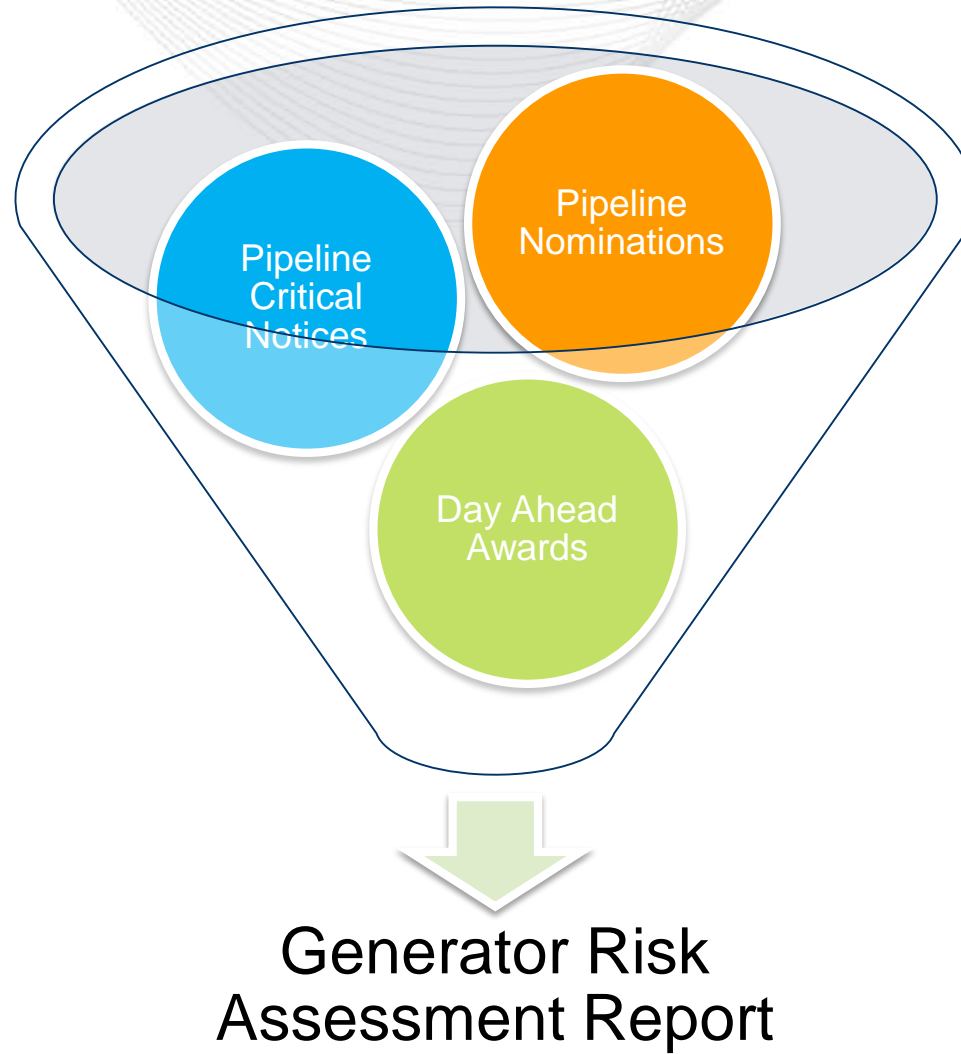 Pipeline
Nominations
Pipeline
Critical
Notices
Day Ahead
Awards
Generator Risk
Assessment Report